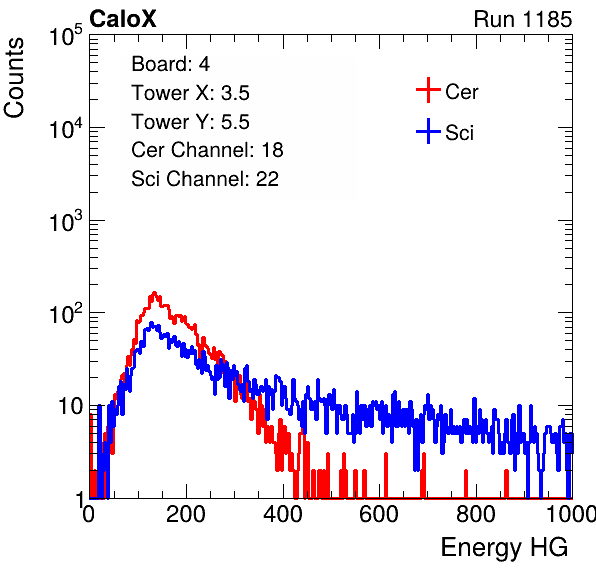 CaloX
Run 1185
Counts
10^5
10^4
10^3
10^2
10
1
Board: 4
Tower X: 3.5
Tower Y: 5.5
Cer Channel: 18
Sci Channel: 22
Cer
Sci
0 200 400 600 800 1000
Energy HG